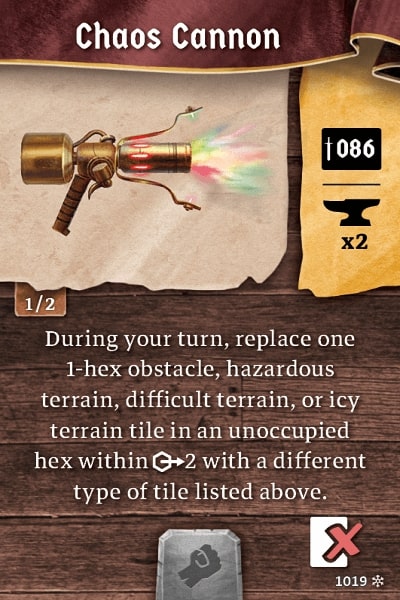 Chaos Cannon
086
x2
1/2
During your turn, replace one
1-hex obstacle, hazardous
terrain, difficult terrain, or icy
terrain tile in an unoccupied
hex within 2 with a different
type of tile listed above.
1019